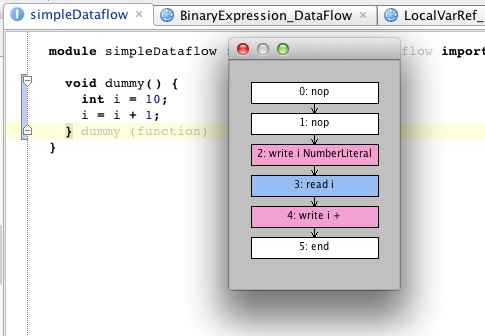 simpleDataflow × BinaryExpression_DataFlow × LocalVarRef_
module simpleDataflow flow impor
void dummy() {
int i = 10;
i = i + 1;
} dummy (function)
}
0: nop
1: nop
2: write i NumberLiteral
3: read i
4: write i +
5: end